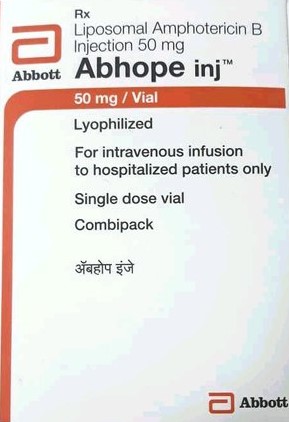 Abbott
Rx
Liposomal Amphotericin B
Injection 50 mg
Abhope inj™
50 mg / Vial
Lyophilized
For intravenous infusion
to hospitalized patients only
Single dose vial
Combipack
ॲबहोप इंजे
Abbott